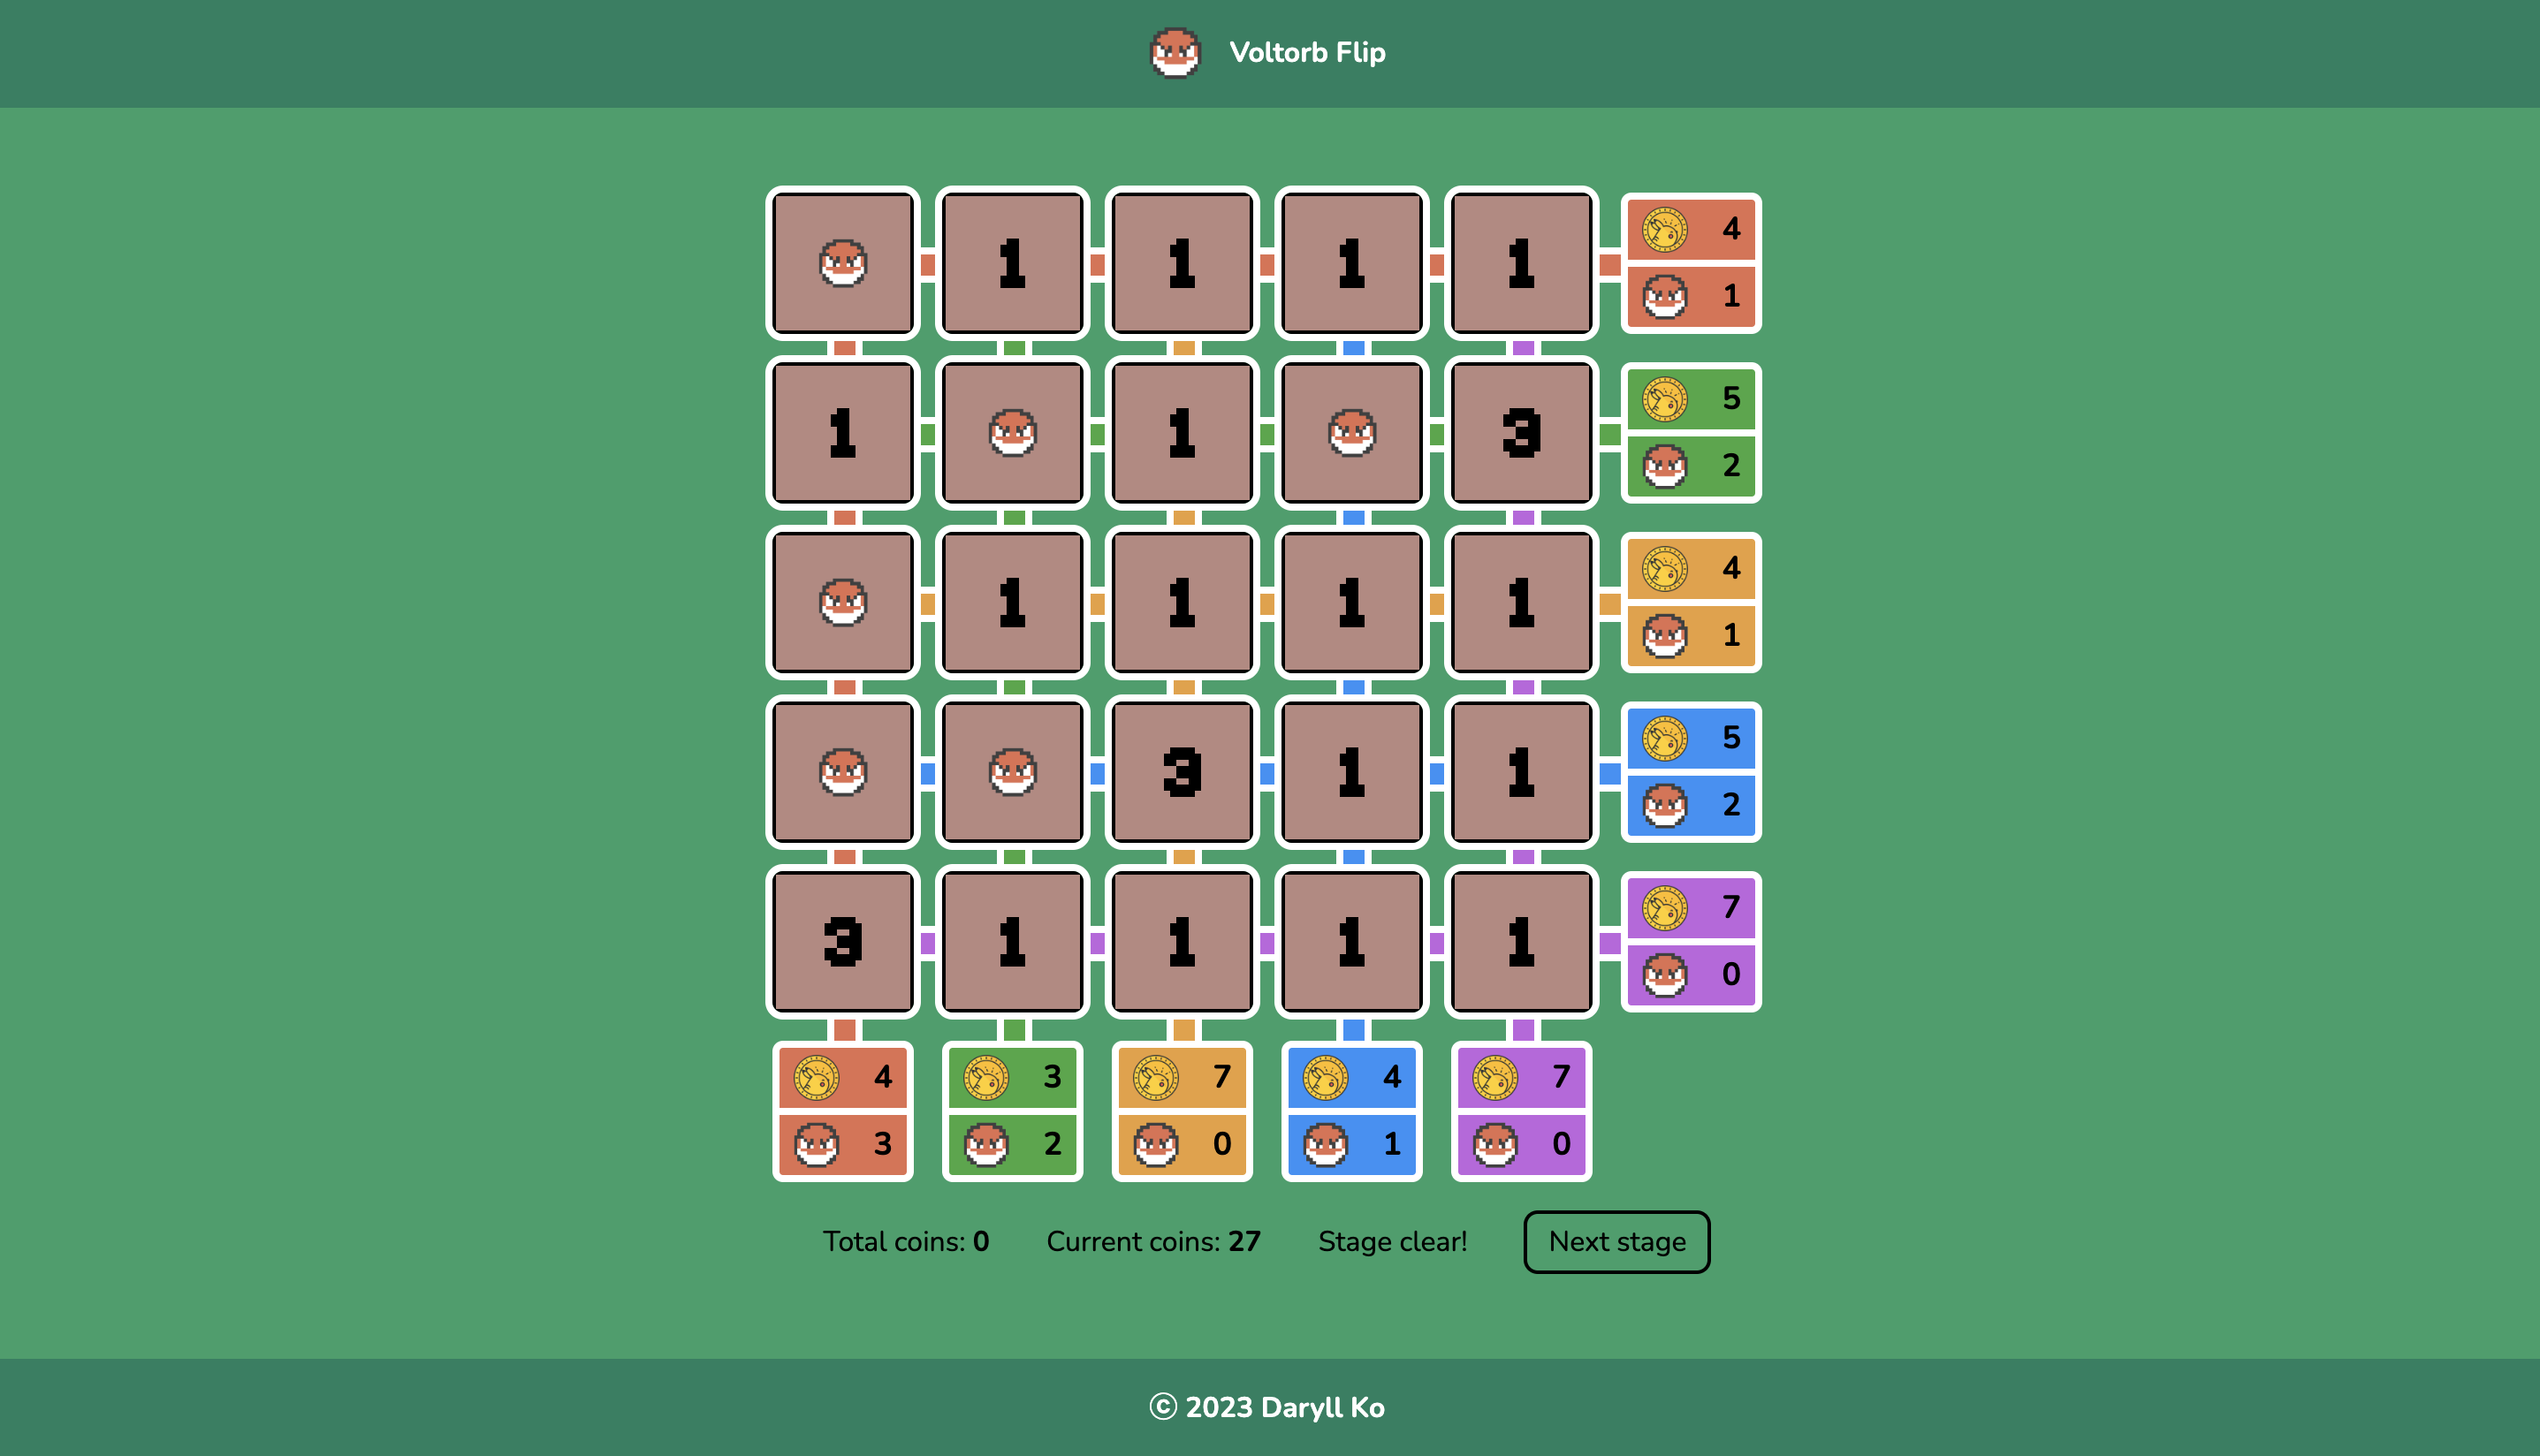 Voltorb Flip
1 1 1 1 4
1
1 1 3 5
2
1 1 1 1 4
1
3 1 1 5
2
3 1 1 1 1 7
0
4 3 7 4 7
3 2 0 1 0
Total coins: 0 Current coins: 27 Stage clear! Next stage
© 2023 Daryll Ko